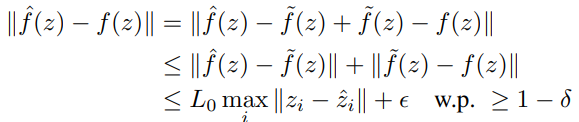 ‖f̂(z) − f(z)‖ = ‖f̂(z) − f̃(z) + f̃(z) − f(z)‖
≤ ‖f̂(z) − f̃(z)‖ + ‖f̃(z) − f(z)‖
≤ L₀ maxᵢ ‖zᵢ − ẑᵢ‖ + ϵ w.p. ≥ 1 − δ